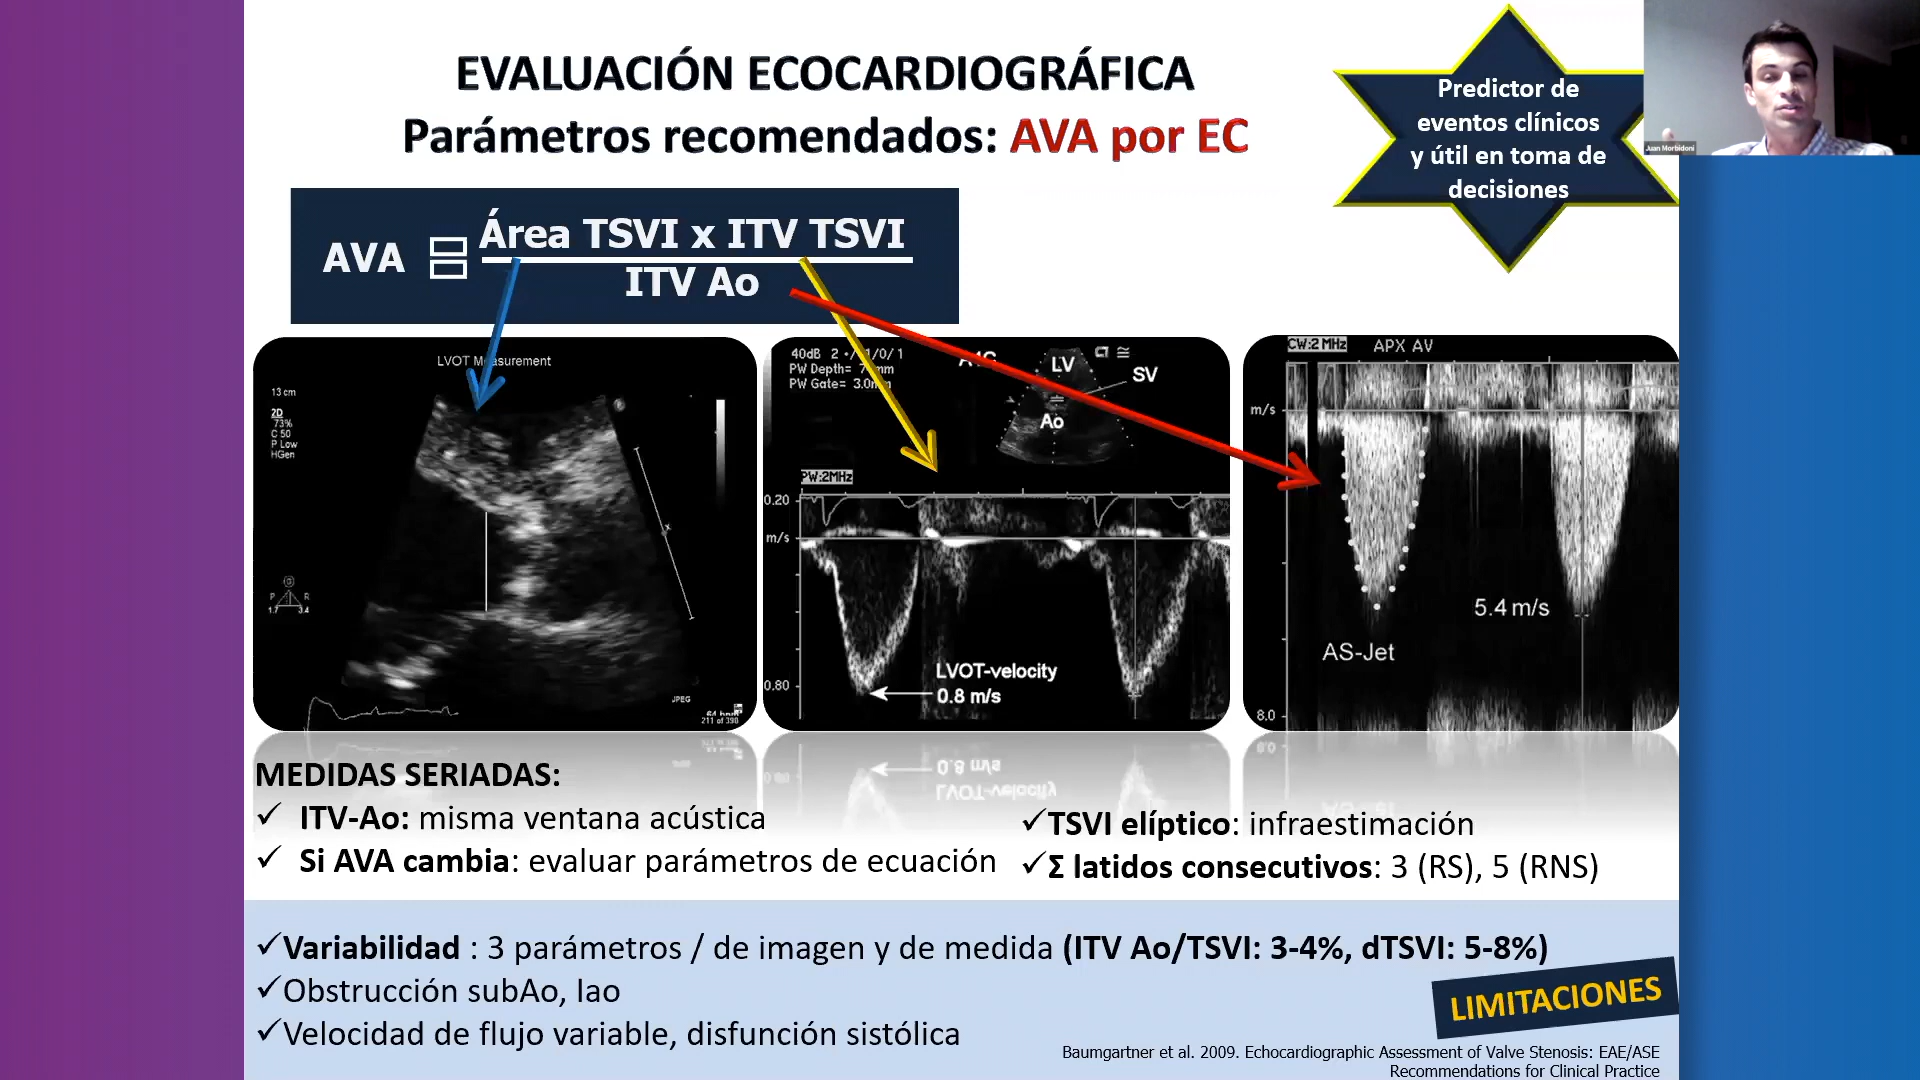 EVALUACIÓN ECOCARDIOGRÁFICA
Parámetros recomendados: AVA por EC
Predictor de
eventos clínicos
y útil en toma de
decisiones
Juan Morbidoni
AVA = Área TSVI x ITV TSVI
ITV Ao
LVOT Measurement
13 cm
2D
73%
C 50
P Low
HGen
P R
1.7 3.4
JPEG
211 of 390
40dB 2
PW Depth=
PW Gate= 3.0mm
LV
SV
Ao
PW:2MHz
0.20
m/s
LVOT-velocity
0.8 m/s
0.80
CW:2 MHz APX AV
m/s
5.4 m/s
AS-Jet
8.0
MEDIDAS SERIADAS:
✓ ITV-Ao: misma ventana acústica
✓ Si AVA cambia: evaluar parámetros de ecuación
✓TSVI elíptico: infraestimación
✓Σ latidos consecutivos: 3 (RS), 5 (RNS)
✓Variabilidad : 3 parámetros / de imagen y de medida (ITV Ao/TSVI: 3-4%, dTSVI: 5-8%)
✓Obstrucción subAo, Iao
✓Velocidad de flujo variable, disfunción sistólica
LIMITACIONES
Baumgartner et al. 2009. Echocardiographic Assessment of Valve Stenosis: EAE/ASE
Recommendations for Clinical Practice